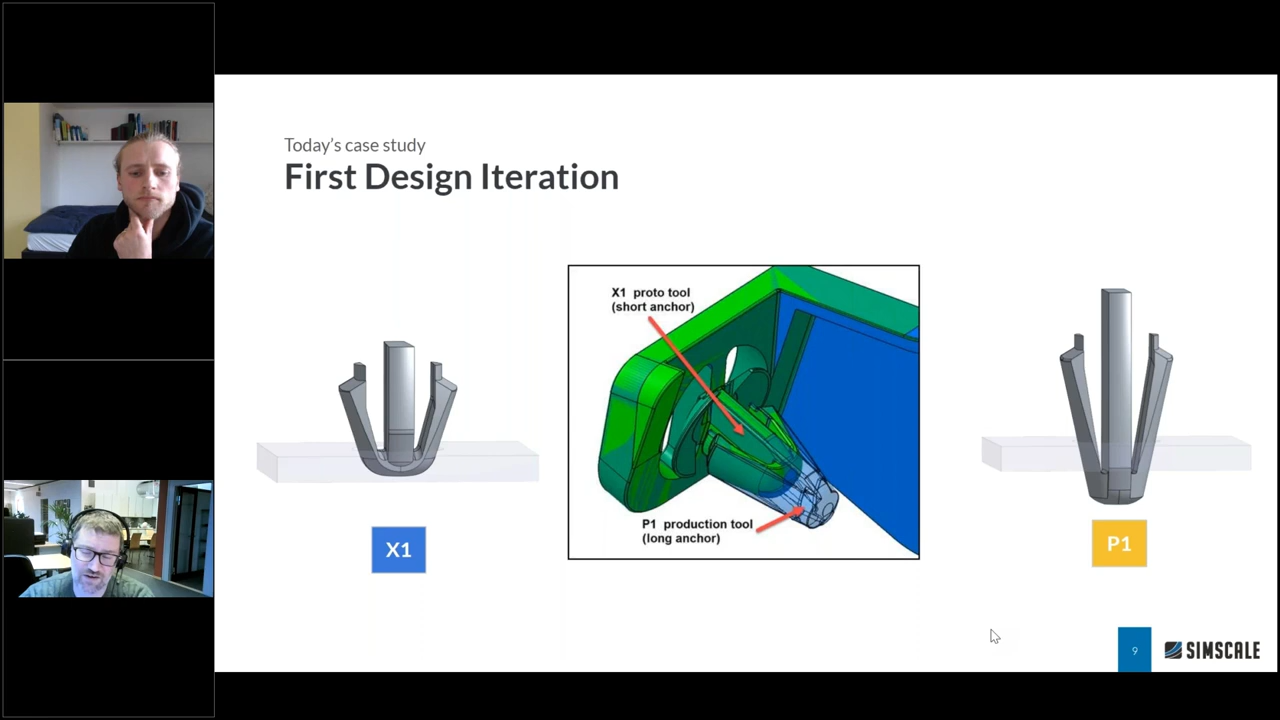 Today's case study
First Design Iteration
X1 proto tool
(short anchor)
P1 production tool
(long anchor)
X1
P1
9
SIMSCALE